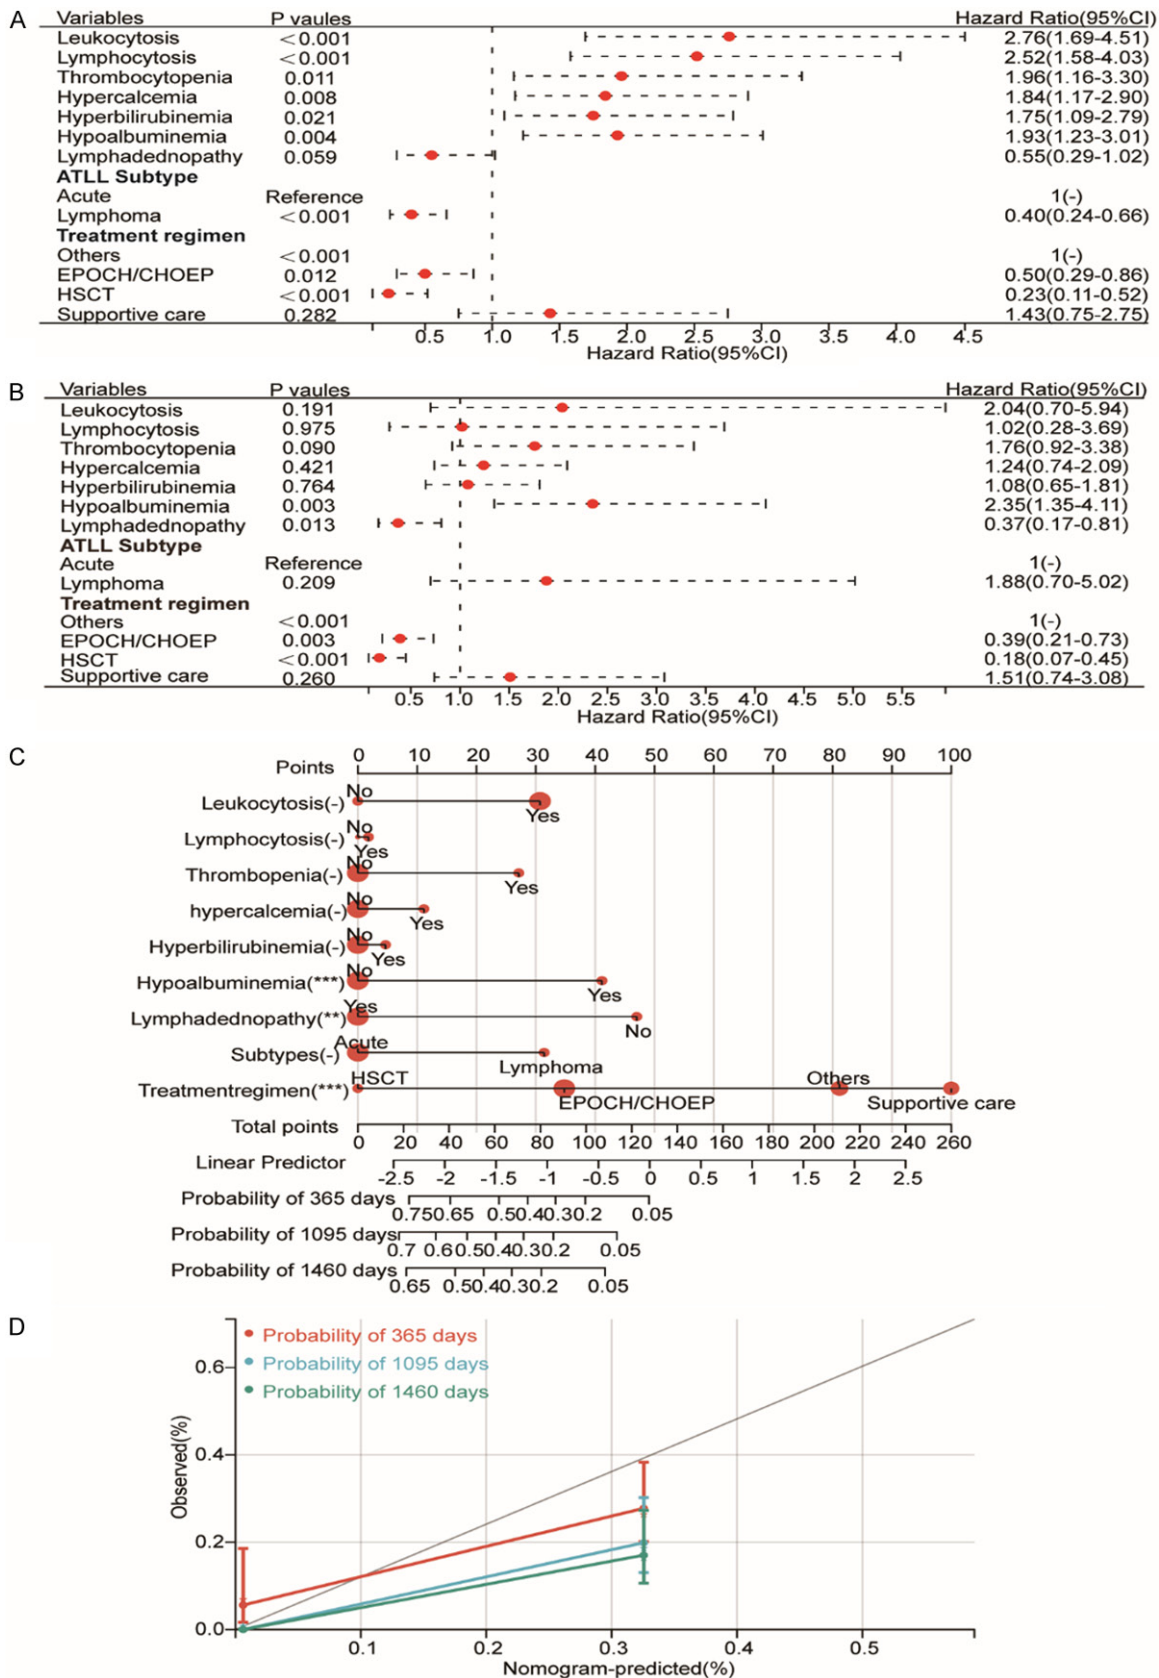 A
Variables P vaules Hazard Ratio(95%CI)
Leukocytosis <0.001 2.76(1.69-4.51)
Lymphocytosis <0.001 2.52(1.58-4.03)
Thrombocytopenia 0.011 1.96(1.16-3.30)
Hypercalcemia 0.008 1.84(1.17-2.90)
Hyperbilirubinemia 0.021 1.75(1.09-2.79)
Hypoalbuminemia 0.004 1.93(1.23-3.01)
Lymphadednopathy 0.059 0.55(0.29-1.02)
ATLL Subtype
Acute Reference 1(-)
Lymphoma <0.001 0.40(0.24-0.66)
Treatment regimen
Others <0.001 1(-)
EPOCH/CHOEP 0.012 0.50(0.29-0.86)
HSCT <0.001 0.23(0.11-0.52)
Supportive care 0.282 1.43(0.75-2.75)
0.5 1.0 1.5 2.0 2.5 3.0 3.5 4.0 4.5
Hazard Ratio(95%CI)
B
Variables P vaules Hazard Ratio(95%CI)
Leukocytosis 0.191 2.04(0.70-5.94)
Lymphocytosis 0.975 1.02(0.28-3.69)
Thrombocytopenia 0.090 1.76(0.92-3.38)
Hypercalcemia 0.421 1.24(0.74-2.09)
Hyperbilirubinemia 0.764 1.08(0.65-1.81)
Hypoalbuminemia 0.003 2.35(1.35-4.11)
Lymphadednopathy 0.013 0.37(0.17-0.81)
ATLL Subtype
Acute Reference 1(-)
Lymphoma 0.209 1.88(0.70-5.02)
Treatment regimen
Others <0.001 1(-)
EPOCH/CHOEP 0.003 0.39(0.21-0.73)
HSCT <0.001 0.18(0.07-0.45)
Supportive care 0.260 1.51(0.74-3.08)
0.5 1.0 1.5 2.0 2.5 3.0 3.5 4.0 4.5 5.0 5.5
Hazard Ratio(95%CI)
C
Points 0 10 20 30 40 50 60 70 80 90 100
Leukocytosis(-) No Yes
Lymphocytosis(-) No Yes
Thrombopenia(-) No Yes
hypercalcemia(-) No Yes
Hyperbilirubinemia(-) No Yes
Hypoalbuminemia(***) No Yes
Lymphadednopathy(**) Yes No
Subtypes(-) Acute Lymphoma
Treatmentregimen(***) HSCT EPOCH/CHOEP Others Supportive care
Total points 0 20 40 60 80 100 120 140 160 180 200 220 240 260
Linear Predictor -2.5 -2 -1.5 -1 -0.5 0 0.5 1 1.5 2 2.5
Probability of 365 days 0.75 0.65 0.5 0.4 0.3 0.2 0.05
Probability of 1095 days 0.7 0.6 0.5 0.4 0.3 0.2 0.05
Probability of 1460 days 0.65 0.5 0.4 0.3 0.2 0.05
D
Probability of 365 days
Probability of 1095 days
Probability of 1460 days
Observed(%)
0.6
0.4
0.2
0.0
0.1 0.2 0.3 0.4 0.5
Nomogram-predicted(%)